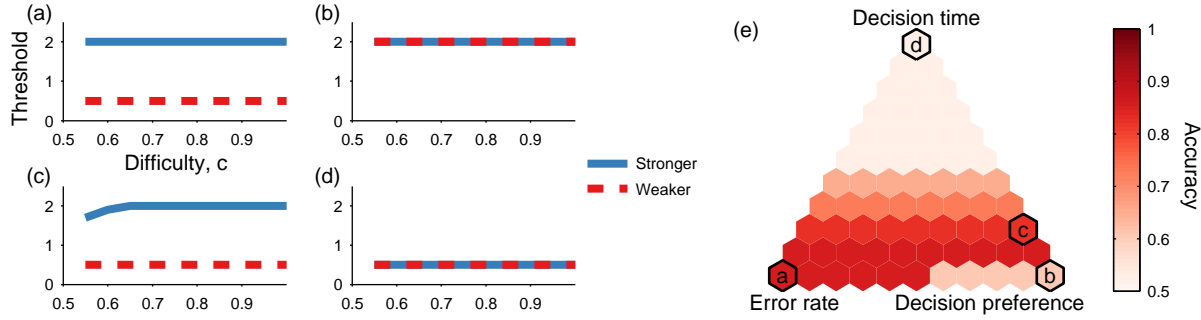 (a)
Threshold
2
1
0
0.5 0.6 0.7 0.8 0.9
Difficulty, c
(b)
2
1
0
0.5 0.6 0.7 0.8 0.9
(c)
2
1
0
0.5 0.6 0.7 0.8 0.9
(d)
2
1
0
0.5 0.6 0.7 0.8 0.9
Stronger
Weaker
(e)
Decision time
d
c
a
b
Error rate
Decision preference
1
0.9
0.8
0.7
0.6
0.5
Accuracy